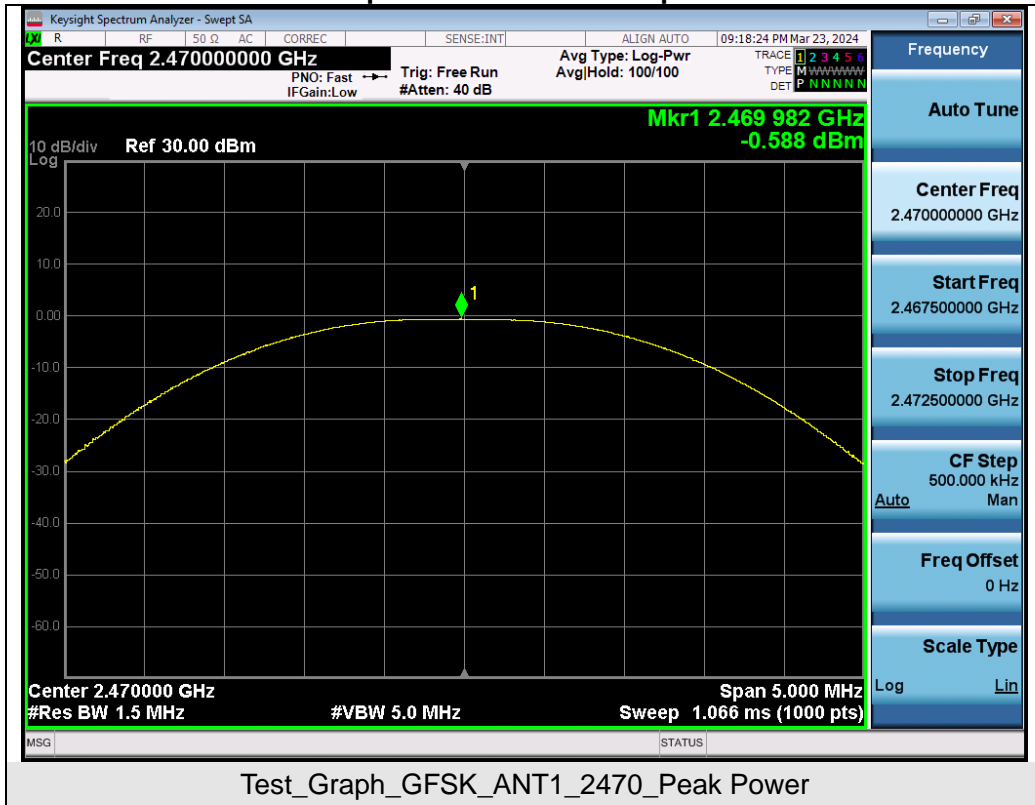 Keysight Spectrum Analyzer - Swept SA
LXI R RF 50 Ω AC CORREC SENSE:INT ALIGN AUTO 09:18:24 PM Mar 23, 2024
Center Freq 2.470000000 GHz
PNO: Fast
IFGain:Low
Trig: Free Run
#Atten: 40 dB
Avg Type: Log-Pwr
Avg|Hold: 100/100
TRACE 1 2 3 4 5 6
TYPE M WWWWW
DET P N N N N N
Mkr1 2.469 982 GHz
-0.588 dBm
10 dB/div Ref 30.00 dBm
Log
20.0
10.0
0.00
-10.0
-20.0
-30.0
-40.0
-50.0
-60.0
1
Center 2.470000 GHz Span 5.000 MHz
#Res BW 1.5 MHz #VBW 5.0 MHz Sweep 1.066 ms (1000 pts)
MSG STATUS
Frequency
Auto Tune
Center Freq
2.470000000 GHz
Start Freq
2.467500000 GHz
Stop Freq
2.472500000 GHz
CF Step
500.000 kHz
Auto Man
Freq Offset
0 Hz
Scale Type
Log Lin
Test_Graph_GFSK_ANT1_2470_Peak Power